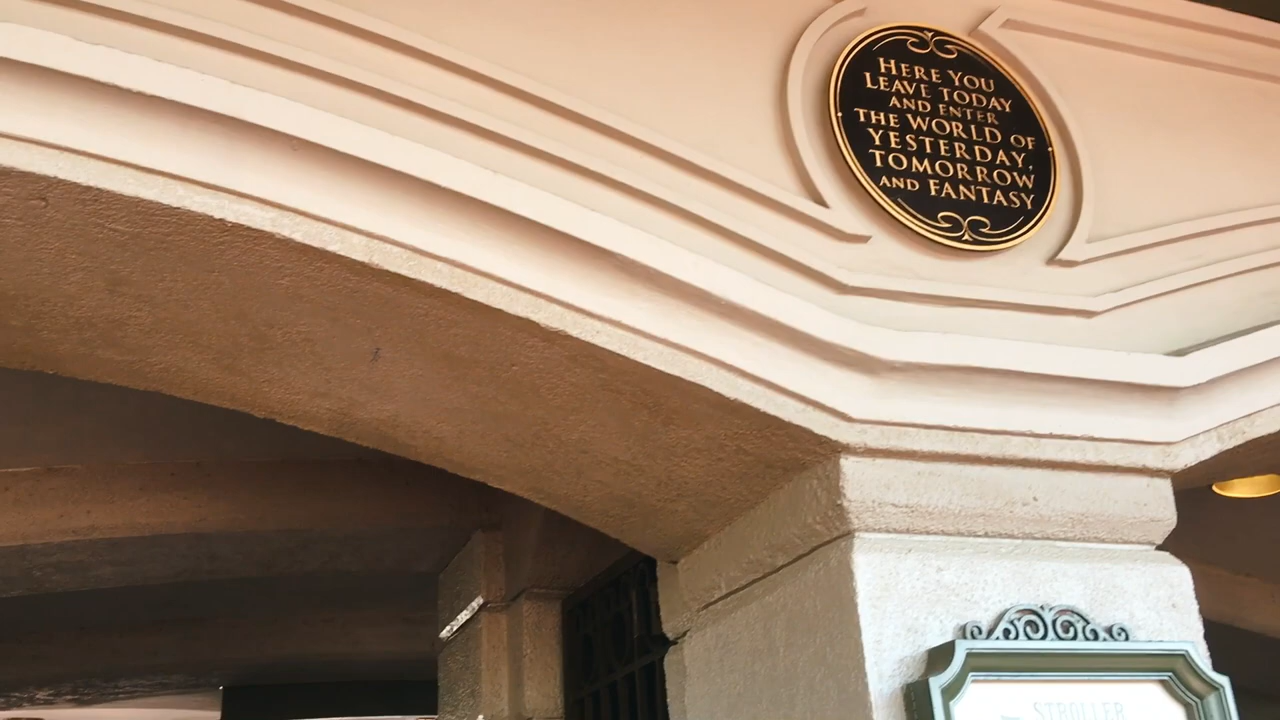 HERE YOU
LEAVE TODAY
AND ENTER
THE WORLD OF
YESTERDAY,
TOMORROW
AND FANTASY
STROLLER